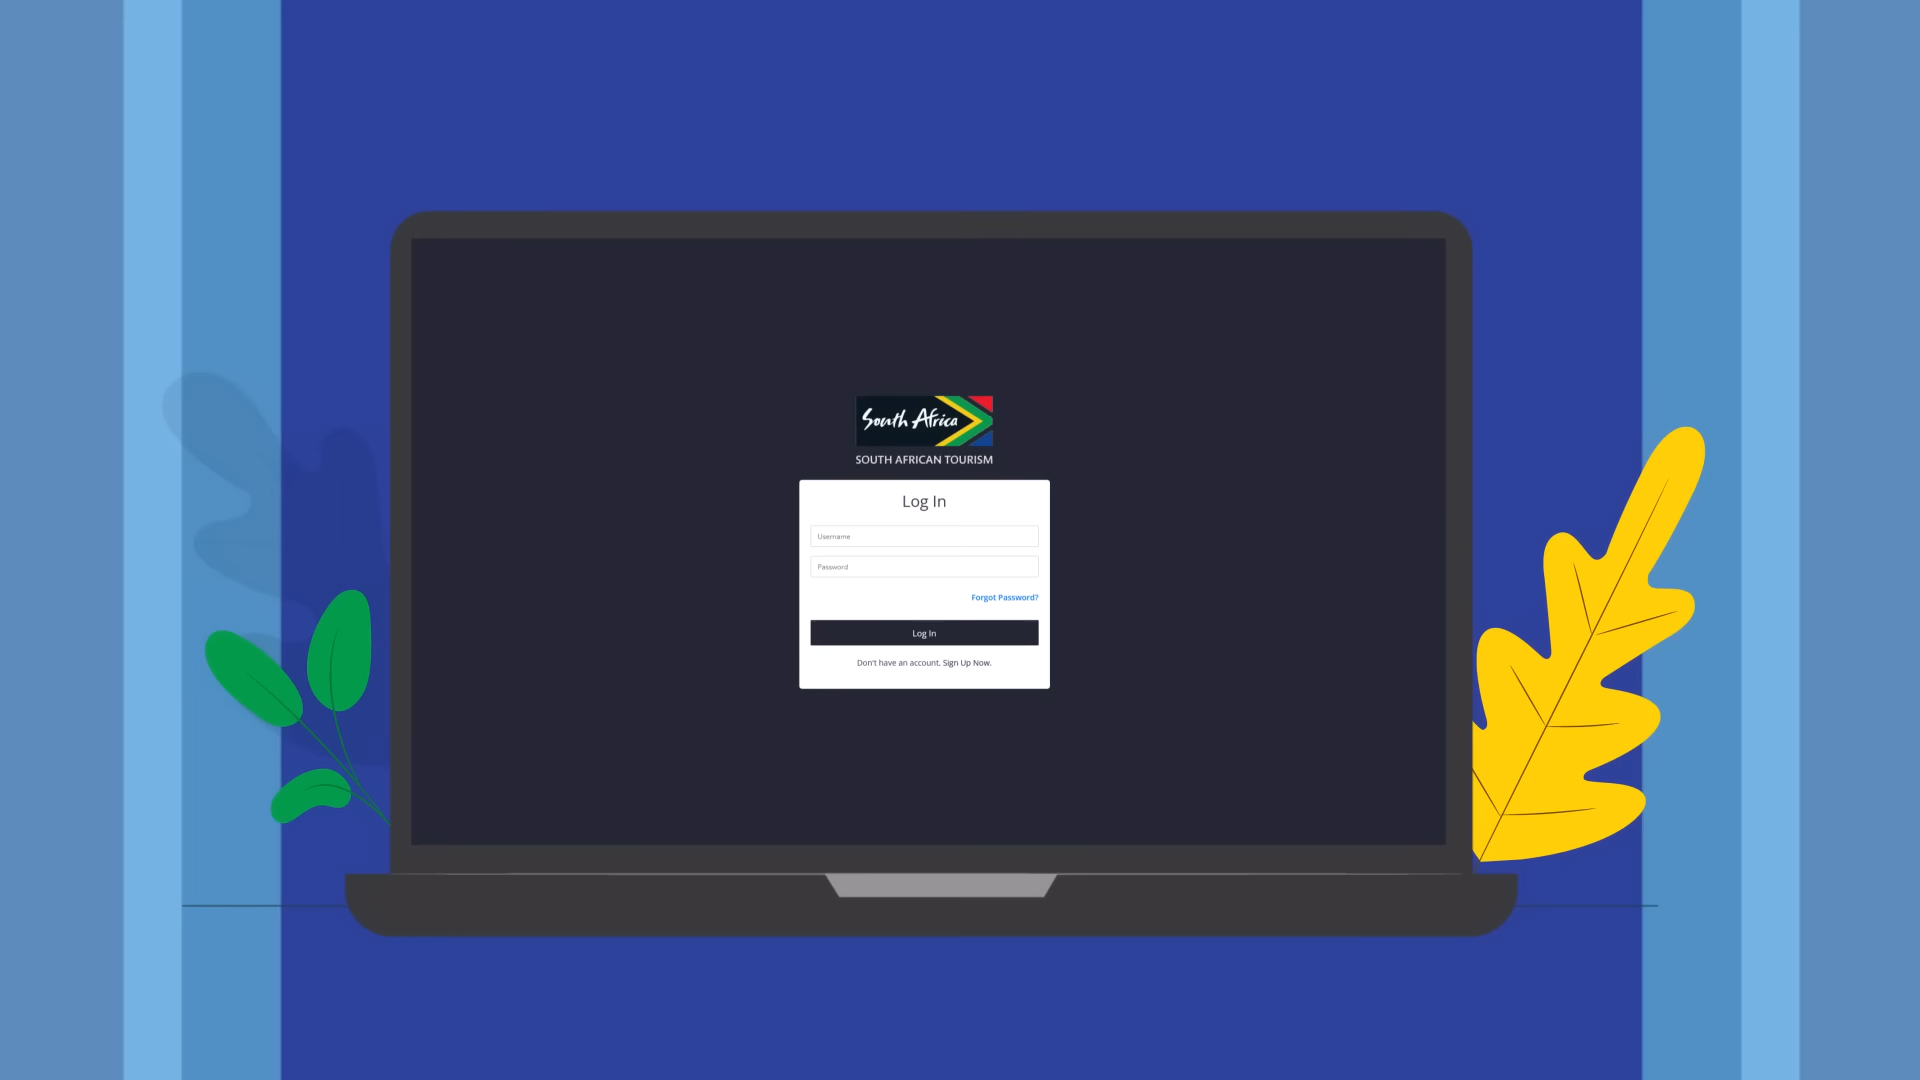 South Africa
SOUTH AFRICAN TOURISM
Log In
Username
Password
Forgot Password?
Log In
Don't have an account. Sign Up Now.